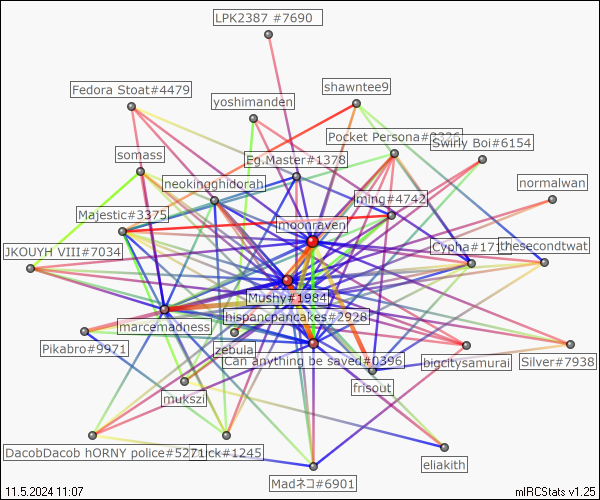 LPK2387 #7690
Fedora Stoat#4479
shawntee9
yoshimanden
Pocket Persona#2326
Swirly Boi#6154
somass
Eg.Master#1378
neokingghidorah
normalwan
ming#4742
Majestic#3375
moonraven
JKOUYH VIII#7034
Cypha#171
thesecondtwat
Mushy#1984
hispancpancakes#2928
marcemadness
Pikabro#9971
zebula
Can anything be saved#0396
bigcitysamurai
Silver#7938
frisout
mukszi
DacobDacob hORNY police#5271
ick#1245
eliakith
Madネコ#6901
11.5.2024 11:07
mIRCStats v1.25